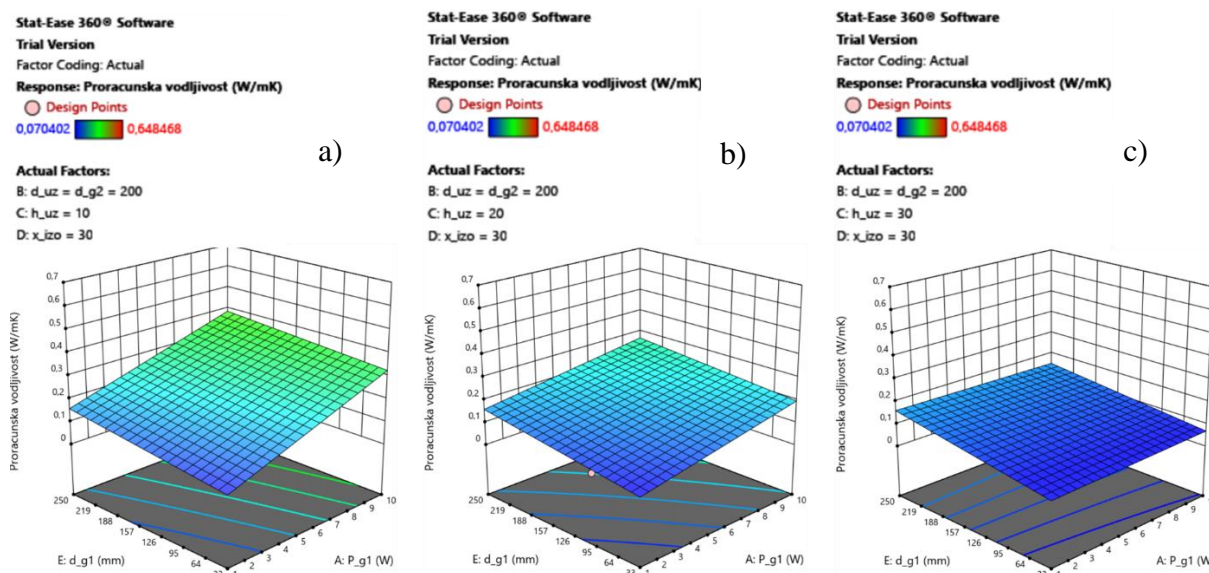 Stat-Ease 360® Software
Trial Version
Factor Coding: Actual
Response: Proracunska vodljivost (W/mK)
Design Points
0,070402 0,648468
a)
Actual Factors:
B: d_uz = d_g2 = 200
C: h_uz = 10
D: x_izo = 30
0,7
0,6
0,5
0,4
0,3
0,2
0,1
0
Proracunska vodljivost (W/mK)
250
219
188
157
126
95
64
33
E: d_g1 (mm)
1
2
3
4
5
6
7
8
9
10
A: P_g1 (W)
Stat-Ease 360® Software
Trial Version
Factor Coding: Actual
Response: Proracunska vodljivost (W/mK)
Design Points
0,070402 0,648468
b)
Actual Factors:
B: d_uz = d_g2 = 200
C: h_uz = 20
D: x_izo = 30
0,7
0,6
0,5
0,4
0,3
0,2
0,1
0
Proracunska vodljivost (W/mK)
250
219
188
157
126
95
64
33
E: d_g1 (mm)
1
2
3
4
5
6
7
8
9
10
A: P_g1 (W)
Stat-Ease 360® Software
Trial Version
Factor Coding: Actual
Response: Proracunska vodljivost (W/mK)
Design Points
0,070402 0,648468
c)
Actual Factors:
B: d_uz = d_g2 = 200
C: h_uz = 30
D: x_izo = 30
0,7
0,6
0,5
0,4
0,3
0,2
0,1
0
Proracunska vodljivost (W/mK)
250
219
188
157
126
95
64
E: d_g1 (mm)
2
3
4
5
6
7
8
9
A: P_g1 (W)